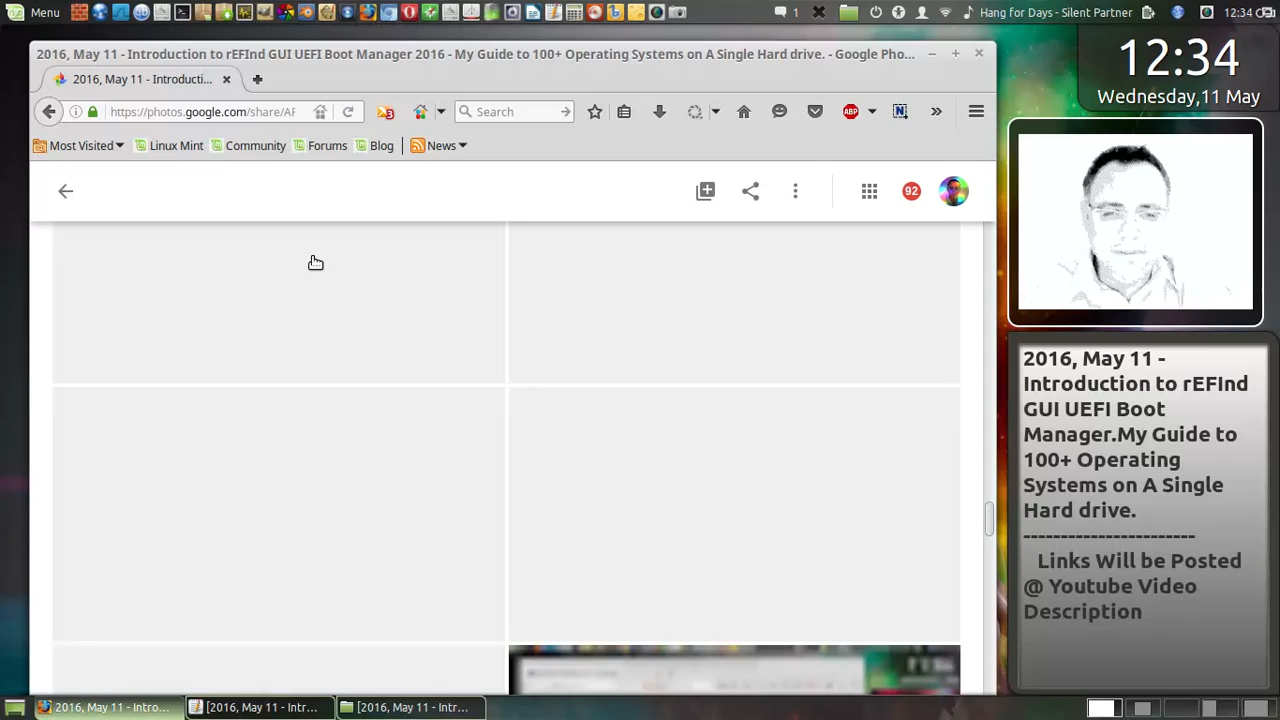 Menu
1
Hang for Days - Silent Partner
12:34
2016, May 11 - Introduction to rEFInd GUI UEFI Boot Manager 2016 - My Guide to 100+ Operating Systems on A Single Hard drive. - Google Pho...
2016, May 11 - Introducti...
https://photos.google.com/share/AF
3
Search
ABP
N
Most Visited
Linux Mint
Community
Forums
Blog
News
92
12:34
Wednesday,11 May
2016, May 11 -
Introduction to rEFInd
GUI UEFI Boot
Manager.My Guide to
100+ Operating
Systems on A Single
Hard drive.
-----------------------
Links Will be Posted
@ Youtube Video
Description
2016, May 11 - Intro...
[2016, May 11 - Intr...
[2016, May 11 - Intr...